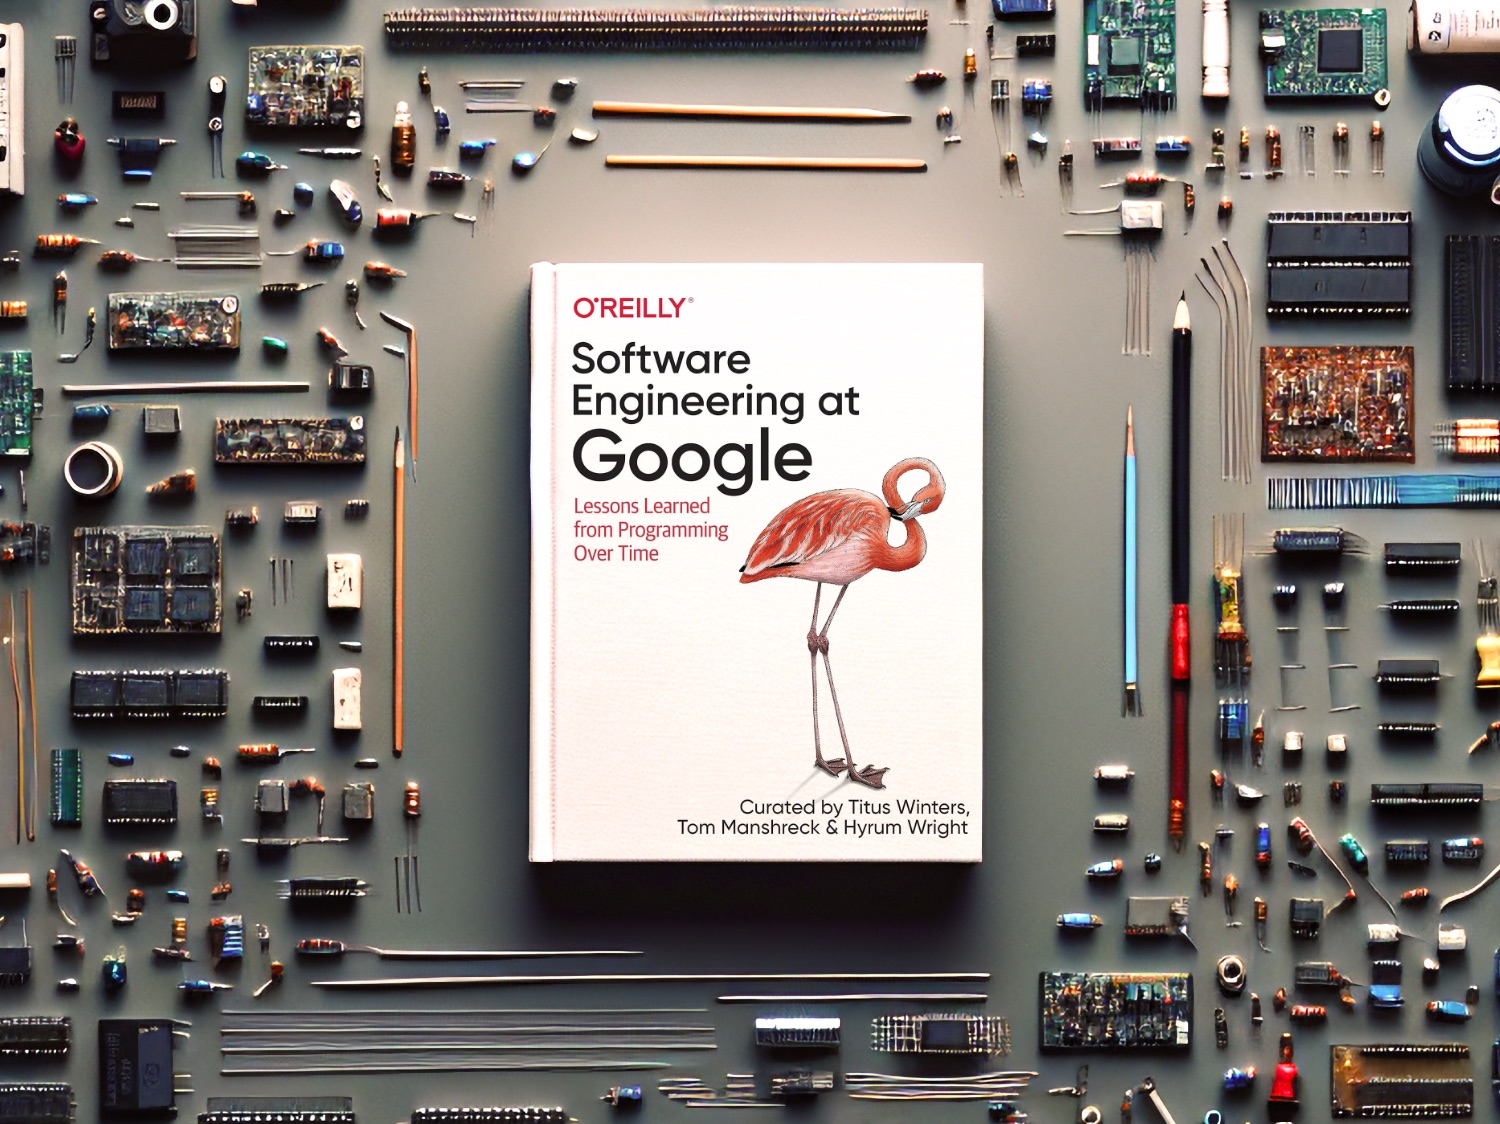 O'REILLY®
Software
Engineering at
Google
Lessons Learned
from Programming
Over Time
Curated by Titus Winters,
Tom Manshreck & Hyrum Wright